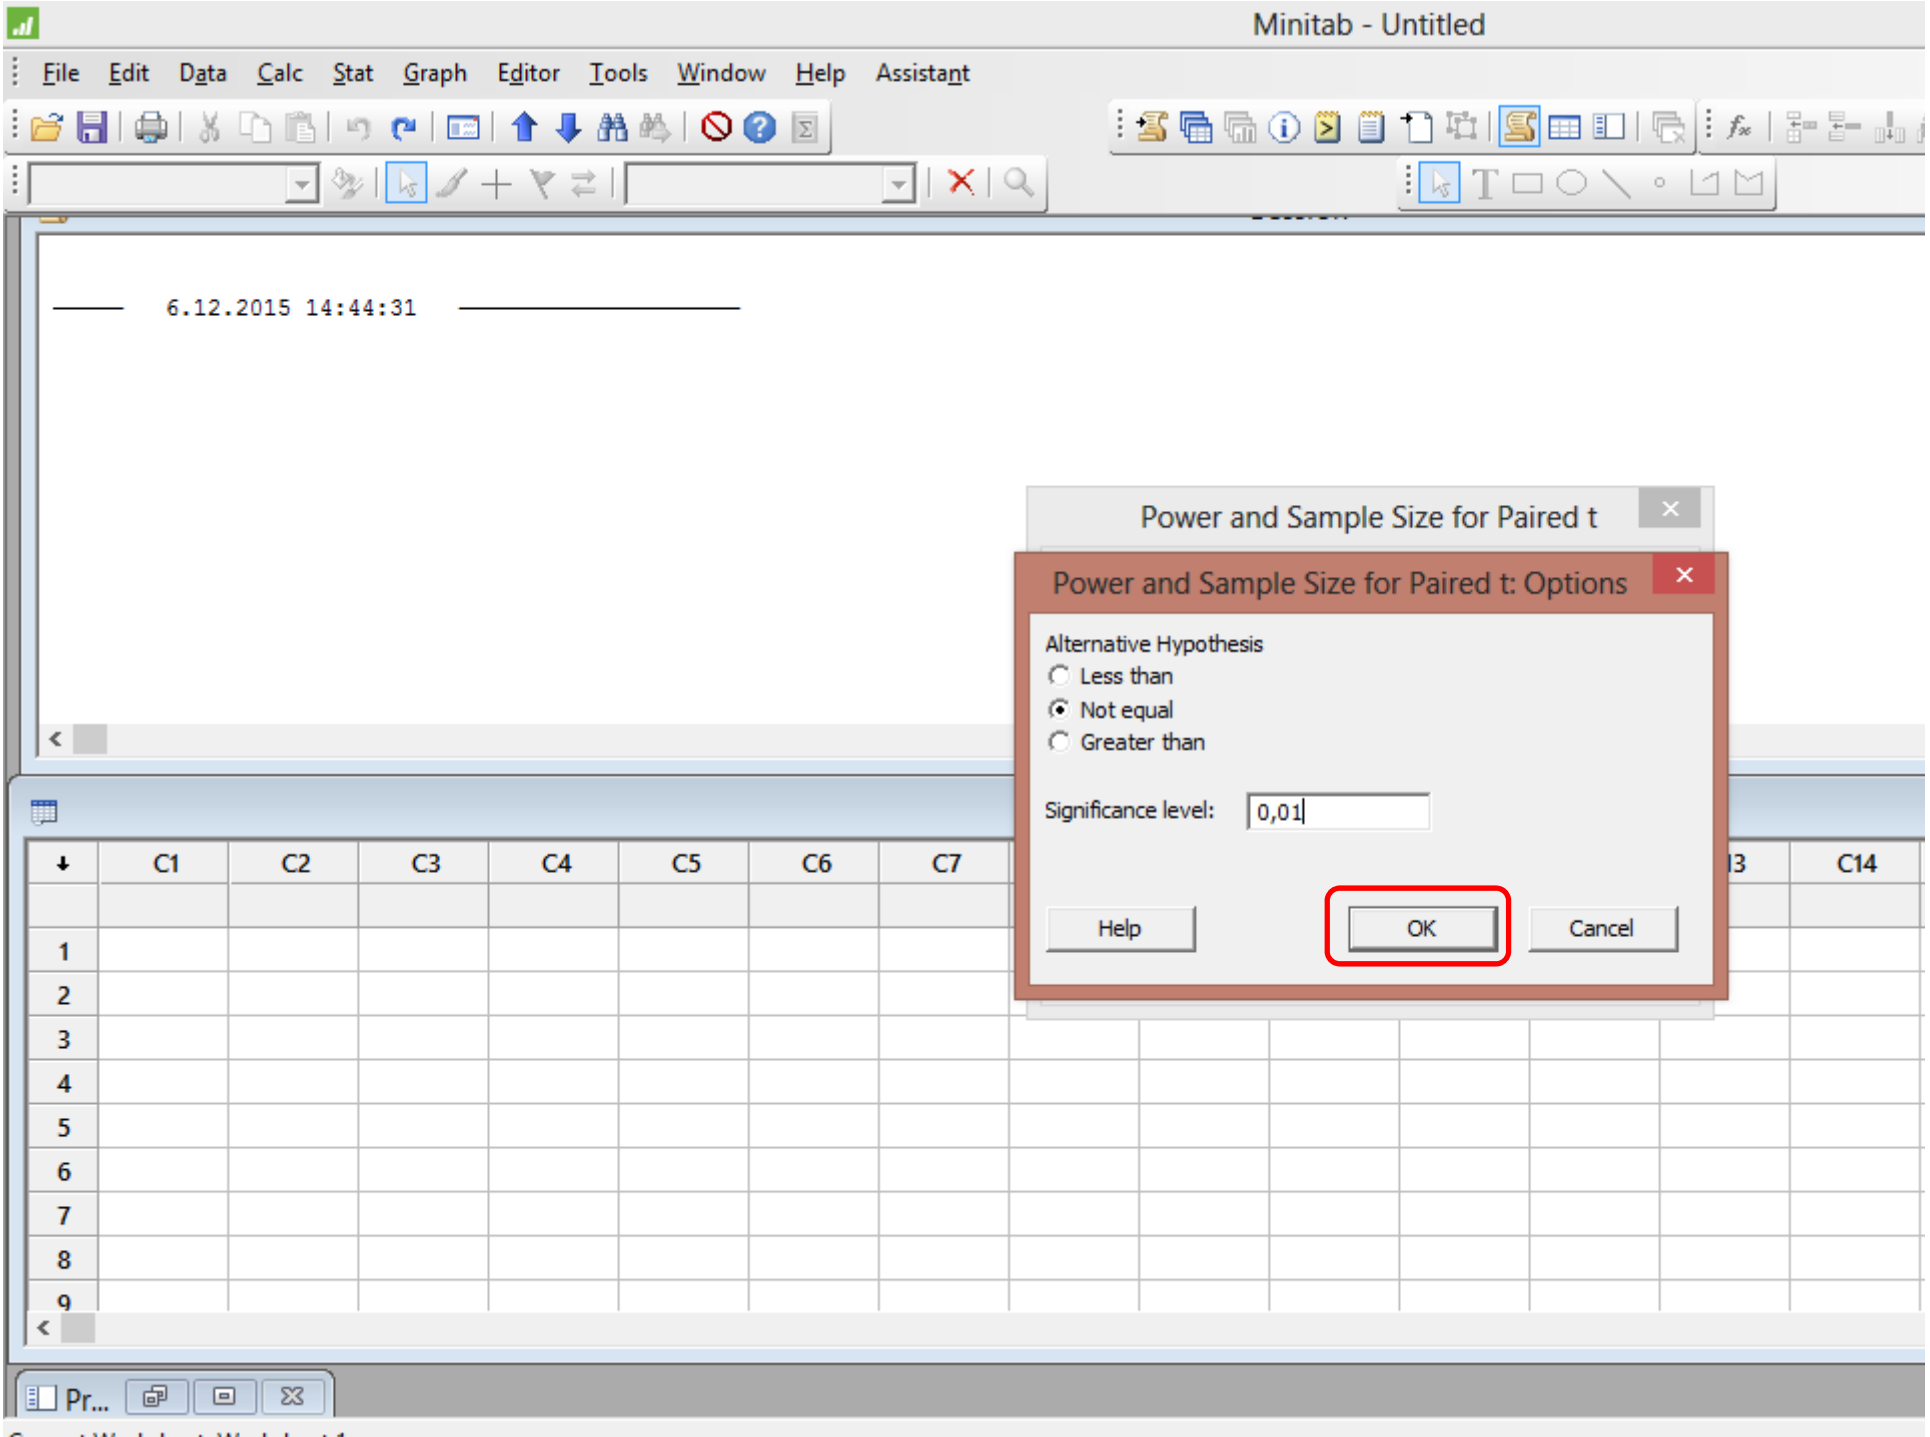 Minitab - Untitled
File Edit Data Calc Stat Graph Editor Tools Window Help Assistant
6.12.2015 14:44:31
Power and Sample Size for Paired t
Power and Sample Size for Paired t: Options
Alternative Hypothesis
Less than
Not equal
Greater than
Significance level: 0,01
Help OK Cancel
C1 C2 C3 C4 C5 C6 C7 C14
1
2
3
4
5
6
7
8
9
Pr...